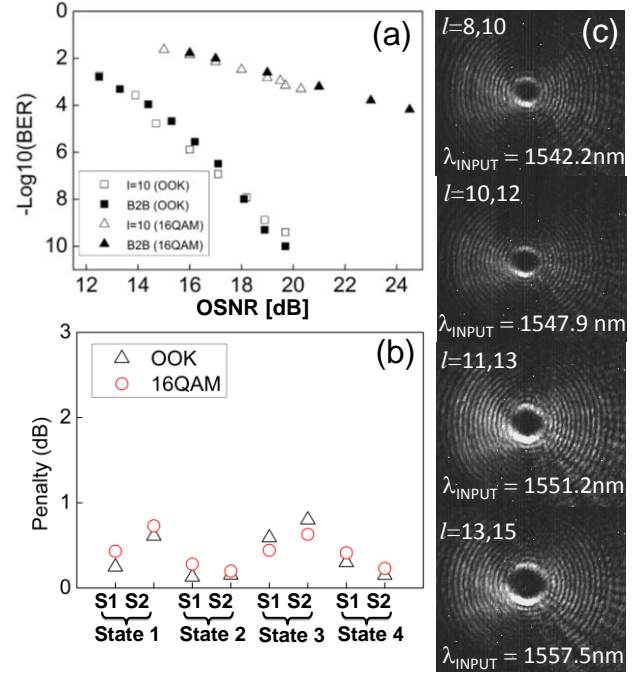 (a)
-Log10(BER)
0
2
4
6
8
10
l=10 (OOK)
B2B (OOK)
l=10 (16QAM)
B2B (16QAM)
12 14 16 18 20 22 24
OSNR [dB]
(b)
Penalty (dB)
3
2
1
0
OOK
16QAM
S1 S2 S1 S2 S1 S2 S1 S2
State 1 State 2 State 3 State 4
(c)
l=8,10
λINPUT = 1542.2nm
l=10,12
λINPUT = 1547.9 nm
l=11,13
λINPUT = 1551.2nm
l=13,15
λINPUT = 1557.5nm